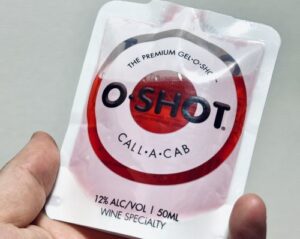 THE PREMIUM GEL-O-SHOT
O-SHOT®
CALL-A-CAB
12% ALC/VOL | 50ML
WINE SPECIALTY